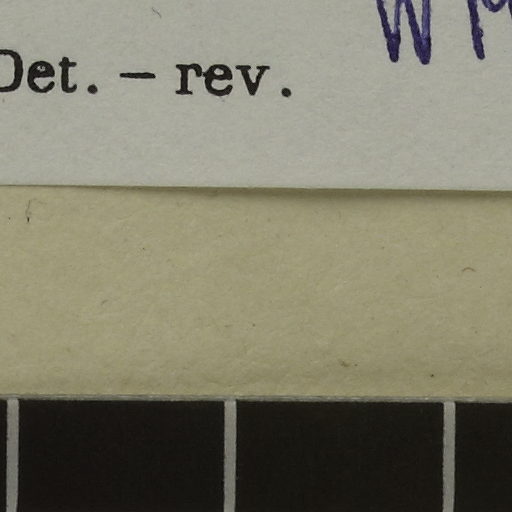 W M
Det. – rev.